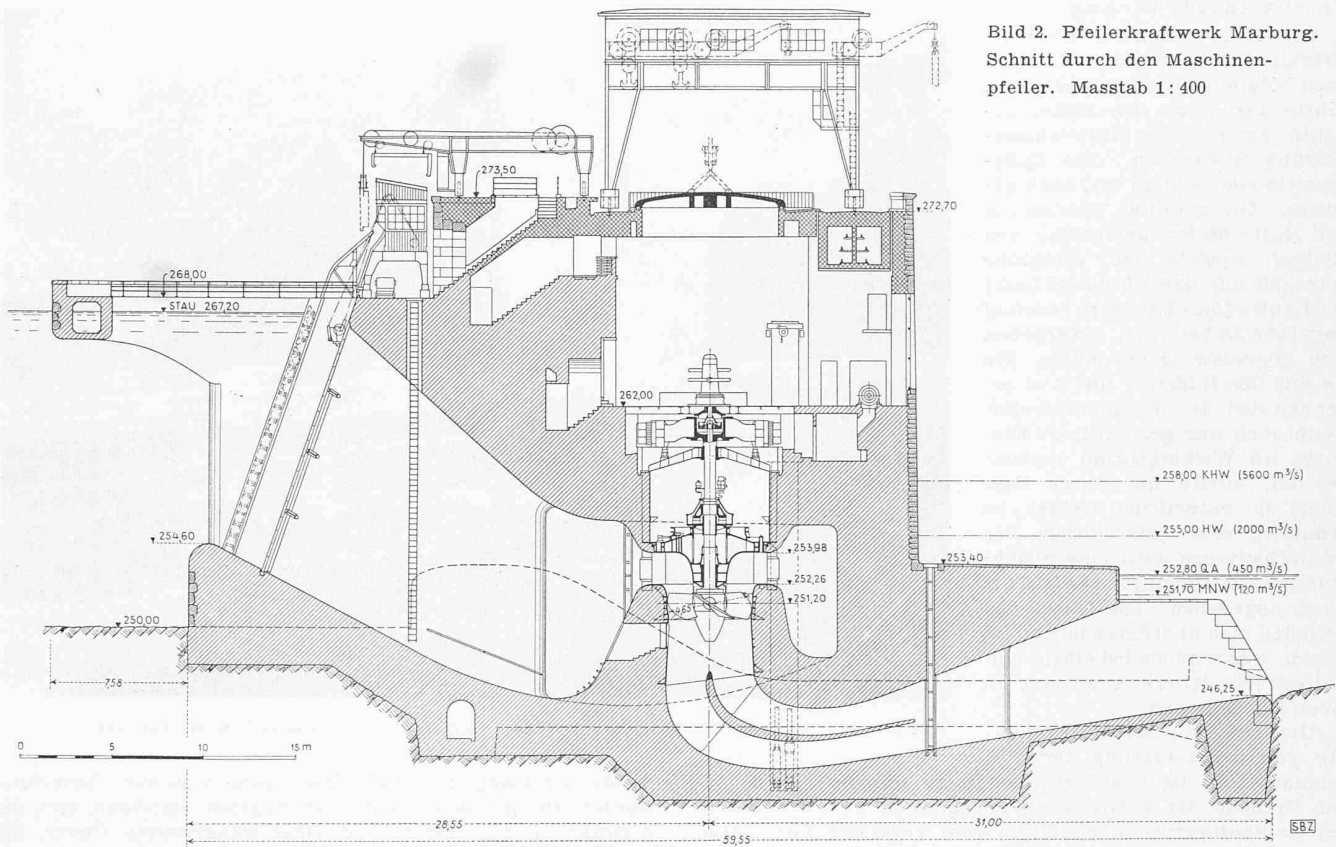 Bild 2. Pfeilerkraftwerk Marburg.
Schnitt durch den Maschinen-
pfeiler. Masstab 1 : 400
273,50
272,70
268,00
STAU 267,20
262,00
258,00 KHW (5600 m³/s)
255,00 HW (2000 m³/s)
254,60
253,98
253,40
252,80 QA (450 m³/s)
252,26
251,70 MNW (120 m³/s)
251,20
4,65
250,00
246,25
7,58
0 5 10 15 m
28,55
31,00
59,55
SBZ